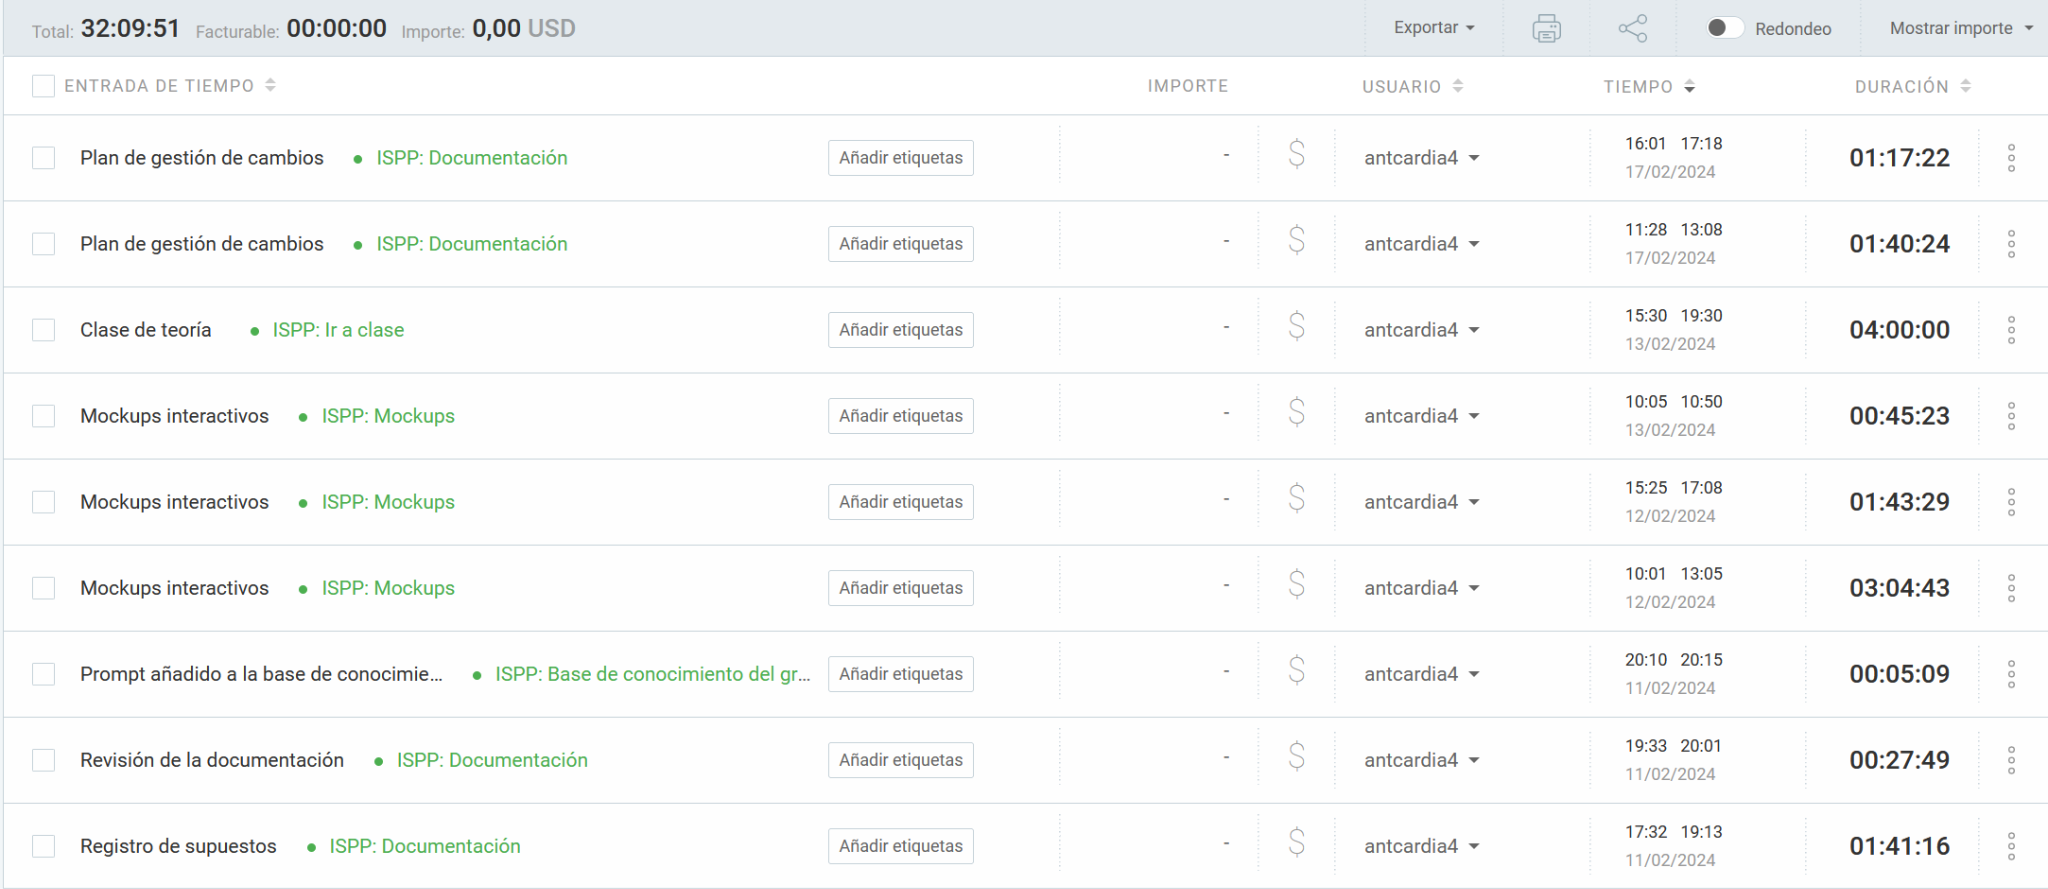 Total: 32:09:51 Facturable: 00:00:00 Importe: 0,00 USD Exportar Redondeo Mostrar importe
ENTRADA DE TIEMPO IMPORTE USUARIO TIEMPO DURACIÓN
Plan de gestión de cambios ISPP: Documentación Añadir etiquetas - $ antcardia4 16:01 17:18 01:17:22
17/02/2024
Plan de gestión de cambios ISPP: Documentación Añadir etiquetas - $ antcardia4 11:28 13:08 01:40:24
17/02/2024
Clase de teoría ISPP: Ir a clase Añadir etiquetas - $ antcardia4 15:30 19:30 04:00:00
13/02/2024
Mockups interactivos ISPP: Mockups Añadir etiquetas - $ antcardia4 10:05 10:50 00:45:23
13/02/2024
Mockups interactivos ISPP: Mockups Añadir etiquetas - $ antcardia4 15:25 17:08 01:43:29
12/02/2024
Mockups interactivos ISPP: Mockups Añadir etiquetas - $ antcardia4 10:01 13:05 03:04:43
12/02/2024
Prompt añadido a la base de conocimie... ISPP: Base de conocimiento del gr... Añadir etiquetas - $ antcardia4 20:10 20:15 00:05:09
11/02/2024
Revisión de la documentación ISPP: Documentación Añadir etiquetas - $ antcardia4 19:33 20:01 00:27:49
11/02/2024
Registro de supuestos ISPP: Documentación Añadir etiquetas - $ antcardia4 17:32 19:13 01:41:16
11/02/2024